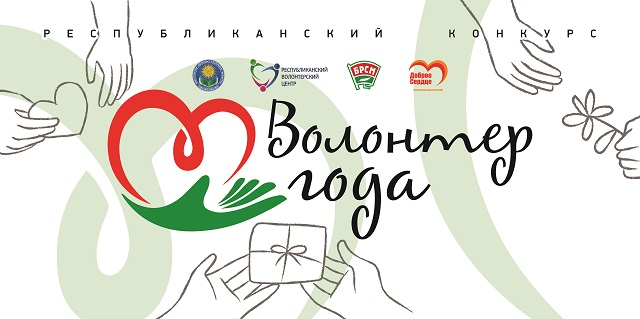 РЕСПУБЛИКАНСКИЙ КОНКУРС
РЕСПУБЛИКАНСКИЙ
ВОЛОНТЕРСКИЙ
ЦЕНТР
БРСМ
Доброе
Сердце
Волонтер
года